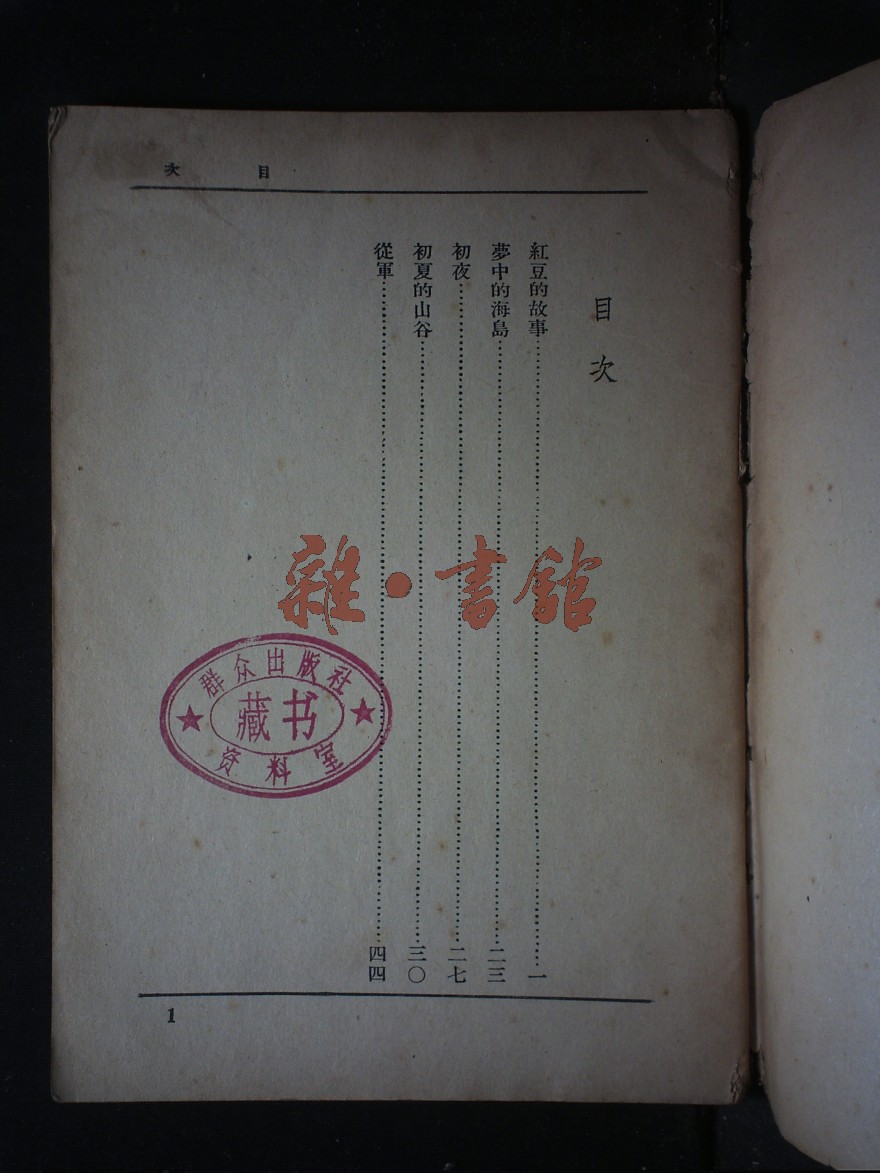 目次
目次
紅豆的故事……一
夢中的海島……二三
初夜……二七
初夏的山谷……三〇
從軍……四四
1
雜·書館
群众出版社
藏书
资料室